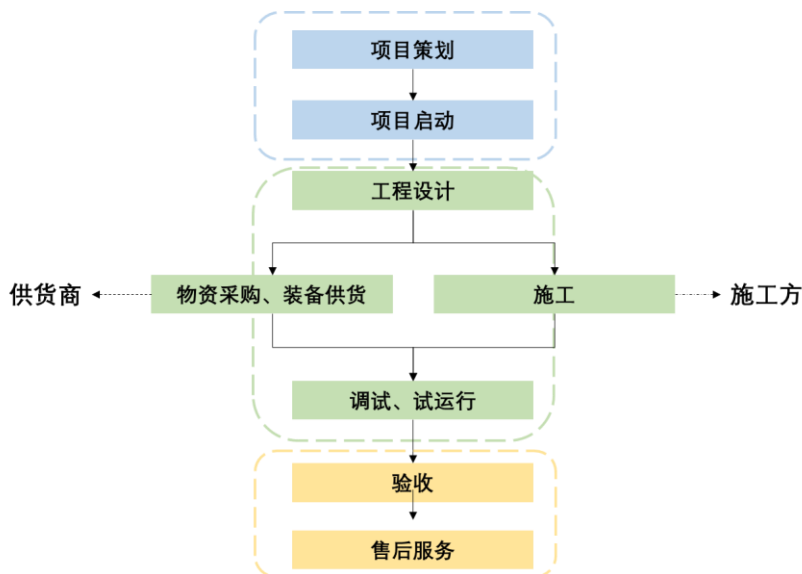 项目策划
项目启动
工程设计
供货商
物资采购、装备供货
施工
施工方
调试、试运行
验收
售后服务